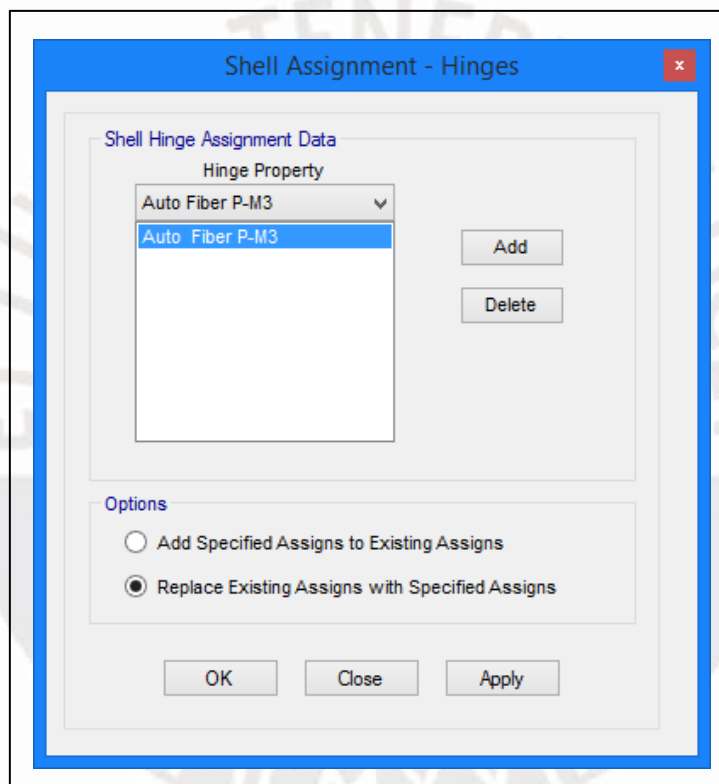 Shell Assignment - Hinges
x
Shell Hinge Assignment Data
Hinge Property
Auto Fiber P-M3
Auto Fiber P-M3
Add
Delete
Options
Add Specified Assigns to Existing Assigns
Replace Existing Assigns with Specified Assigns
OK
Close
Apply